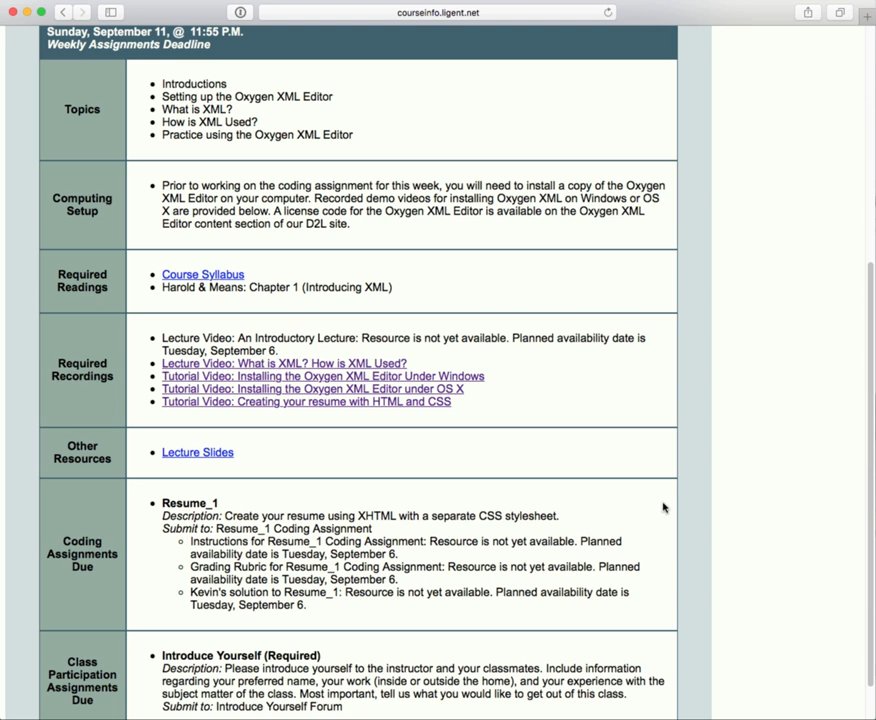 courseinfo.ligent.net
Sunday, September 11, @ 11:55 P.M.
Weekly Assignments Deadline
Topics
Introductions
Setting up the Oxygen XML Editor
What is XML?
How is XML Used?
Practice using the Oxygen XML Editor
Computing
Setup
Prior to working on the coding assignment for this week, you will need to install a copy of the Oxygen
XML Editor on your computer. Recorded demo videos for installing Oxygen XML on Windows or OS
X are provided below. A license code for the Oxygen XML Editor is available on the Oxygen XML
Editor content section of our D2L site.
Required
Readings
Course Syllabus
Harold & Means: Chapter 1 (Introducing XML)
Required
Recordings
Lecture Video: An Introductory Lecture: Resource is not yet available. Planned availability date is
Tuesday, September 6.
Lecture Video: What is XML? How is XML Used?
Tutorial Video: Installing the Oxygen XML Editor Under Windows
Tutorial Video: Installing the Oxygen XML Editor under OS X
Tutorial Video: Creating your resume with HTML and CSS
Other
Resources
Lecture Slides
Coding
Assignments
Due
Resume_1
Description: Create your resume using XHTML with a separate CSS stylesheet.
Submit to: Resume_1 Coding Assignment
Instructions for Resume_1 Coding Assignment: Resource is not yet available. Planned
availability date is Tuesday, September 6.
Grading Rubric for Resume_1 Coding Assignment: Resource is not yet available. Planned
availability date is Tuesday, September 6.
Kevin's solution to Resume_1: Resource is not yet available. Planned availability date is
Tuesday, September 6.
Class
Participation
Assignments
Due
Introduce Yourself (Required)
Description: Please introduce yourself to the instructor and your classmates. Include information
regarding your preferred name, your work (inside or outside the home), and your experience with the
subject matter of the class. Most important, tell us what you would like to get out of this class.
Submit to: Introduce Yourself Forum